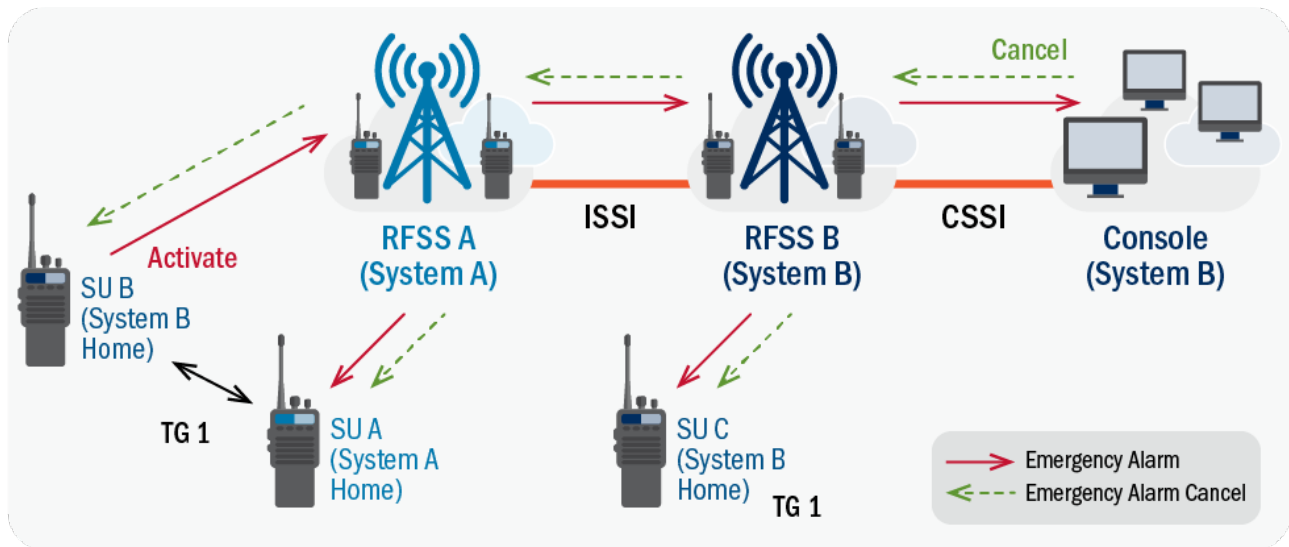 Cancel
ISSI
CSSI
RFSS A
(System A)
RFSS B
(System B)
Console
(System B)
Activate
SU B
(System B
Home)
TG 1
SU A
(System A
Home)
SU C
(System B
Home)
TG 1
Emergency Alarm
Emergency Alarm Cancel